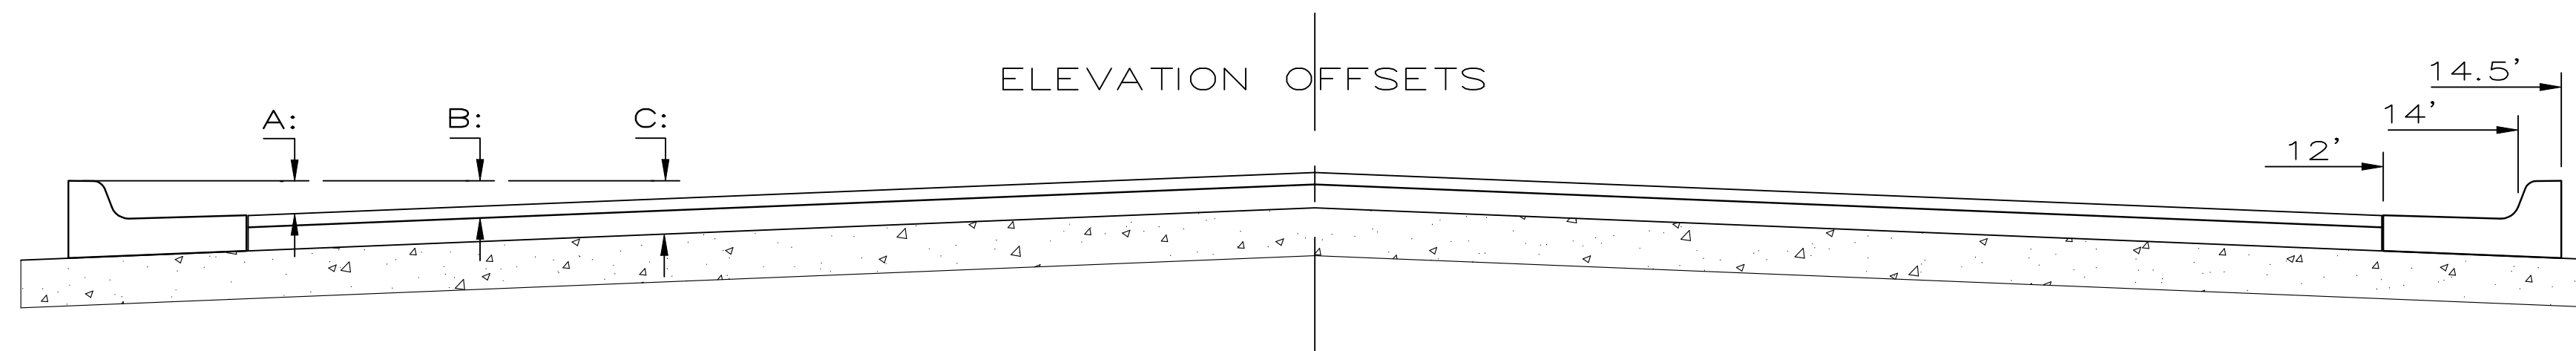 ELEVATION OFFSETS
14.5'
14'
A:
B:
C:
12'